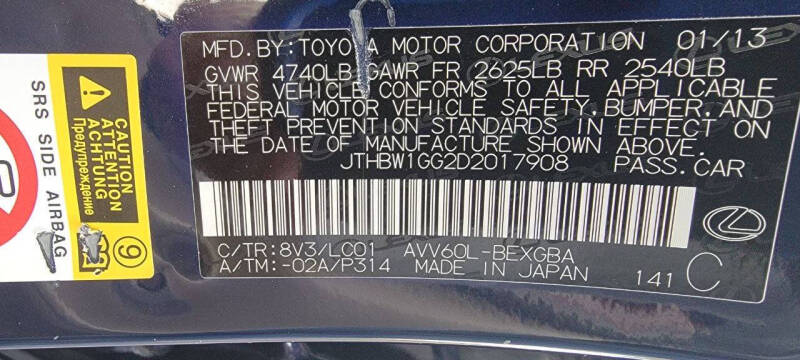 SRS SIDE AIRBAG
CAUTION
ATTENTION
ACHTUNG
Предупреждение
9
MFD.BY:TOYOTA MOTOR CORPORATION 01/13
GVWR 4740LB GAWR FR 2625LB RR 2540LB
THIS VEHICLE CONFORMS TO ALL APPLICABLE
FEDERAL MOTOR VEHICLE SAFETY, BUMPER, AND
THEFT PREVENTION STANDARDS IN EFFECT ON
THE DATE OF MANUFACTURE SHOWN ABOVE.
JTHBW1GG2D2017908 PASS.CAR
C/TR:8V3/LC01 AVV60L-BEXGBA
A/TM:-02A/P314 MADE IN JAPAN 141 C